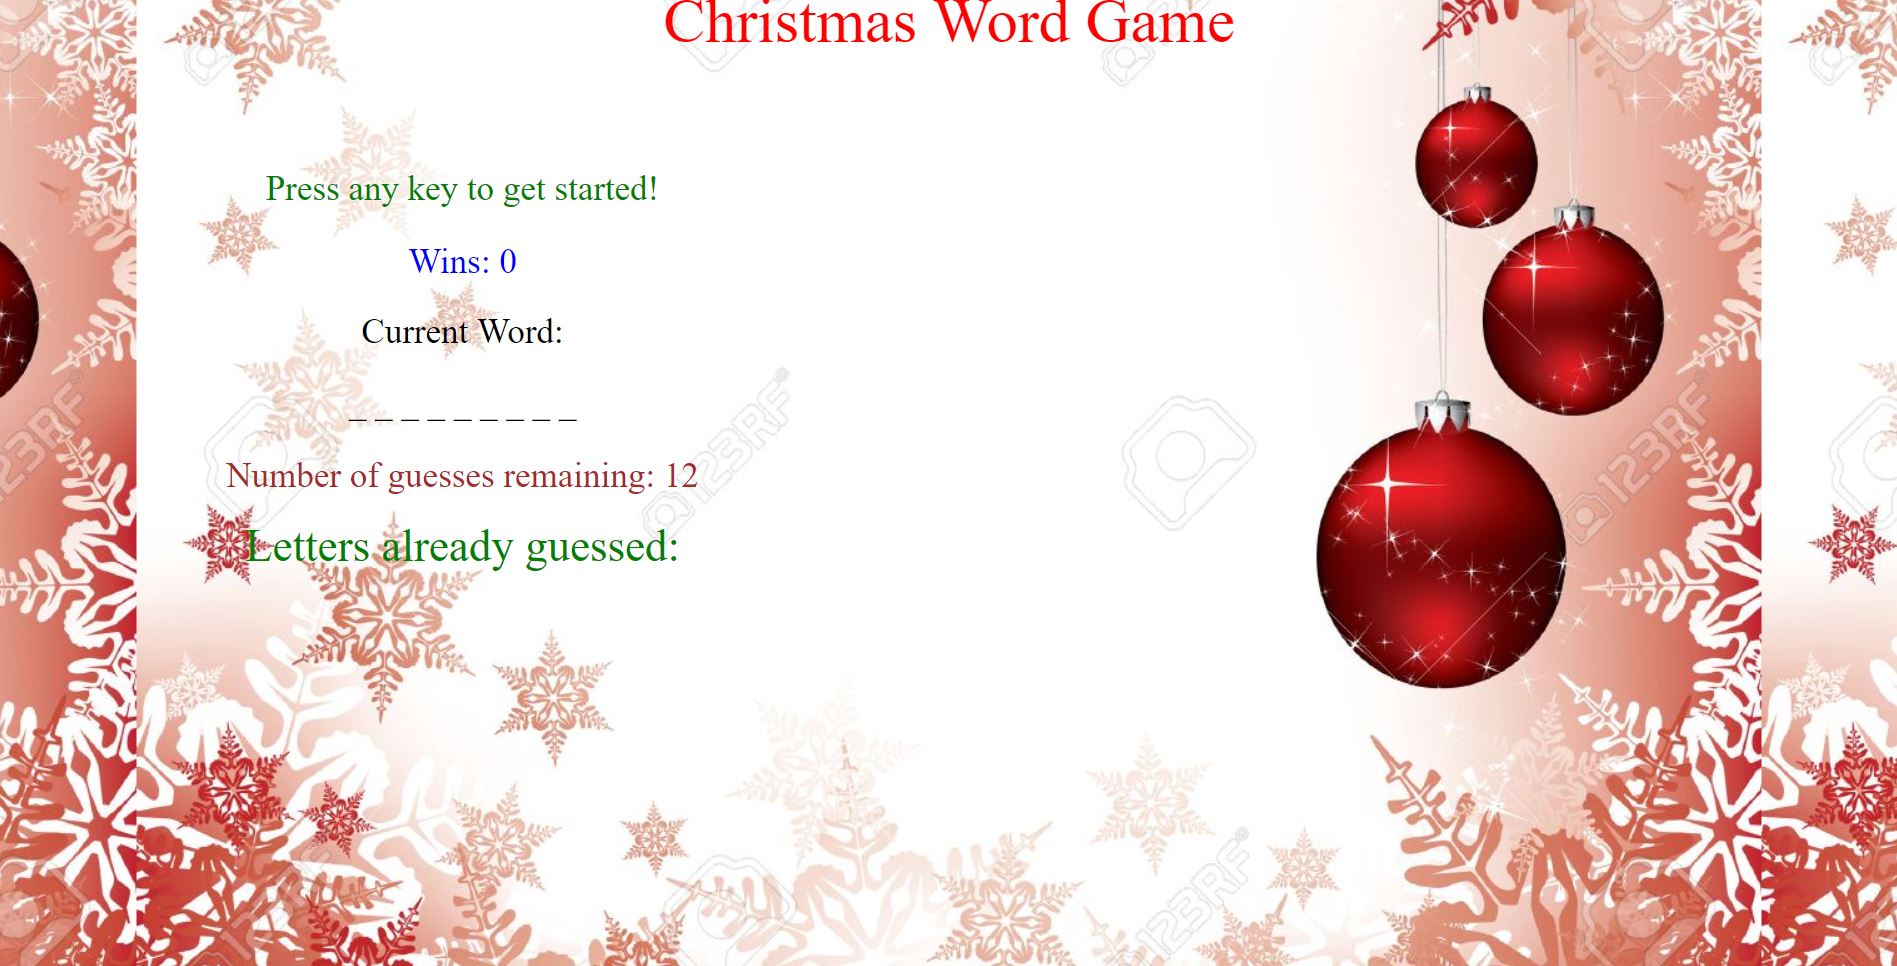 Christmas Word Game
Press any key to get started!
Wins: 0
Current Word:
_ _ _ _ _ _ _ _ _
Number of guesses remaining: 12
Letters already guessed:
123RF
123RF
123RF
123RF
123RF